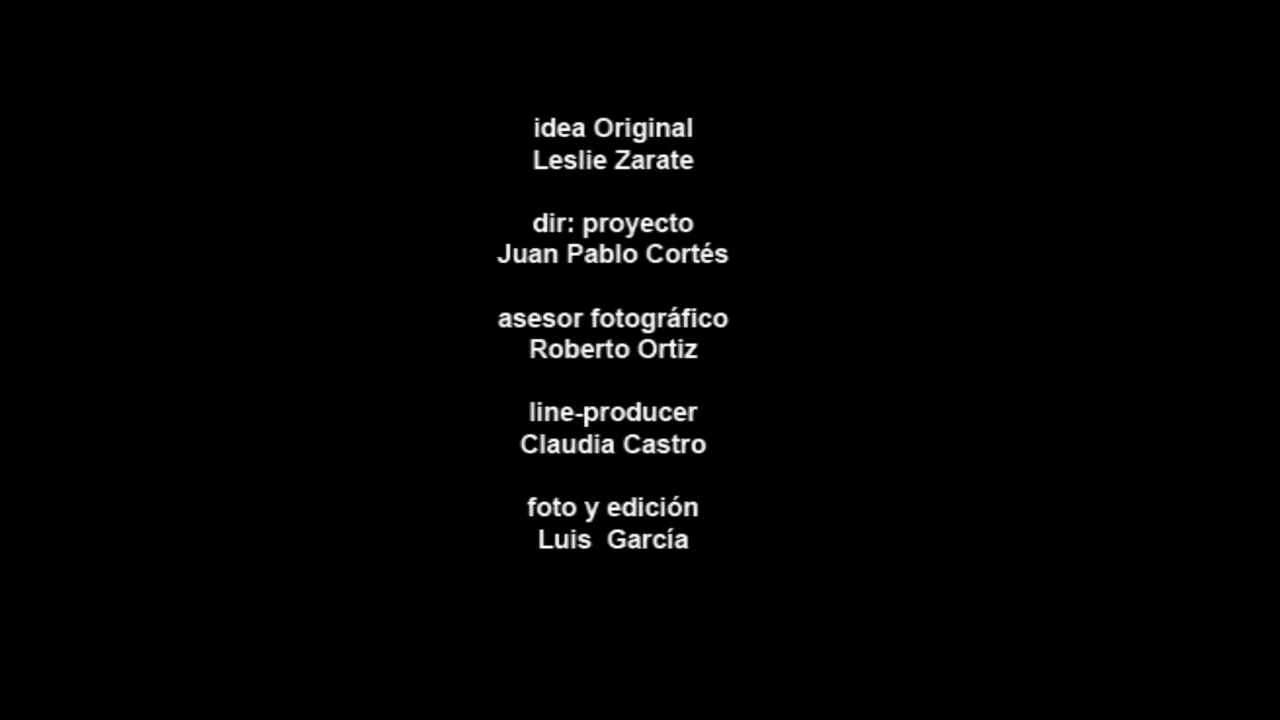 idea Original
Leslie Zarate
dir: proyecto
Juan Pablo Cortés
asesor fotográfico
Roberto Ortiz
line-producer
Claudia Castro
foto y edición
Luis  García